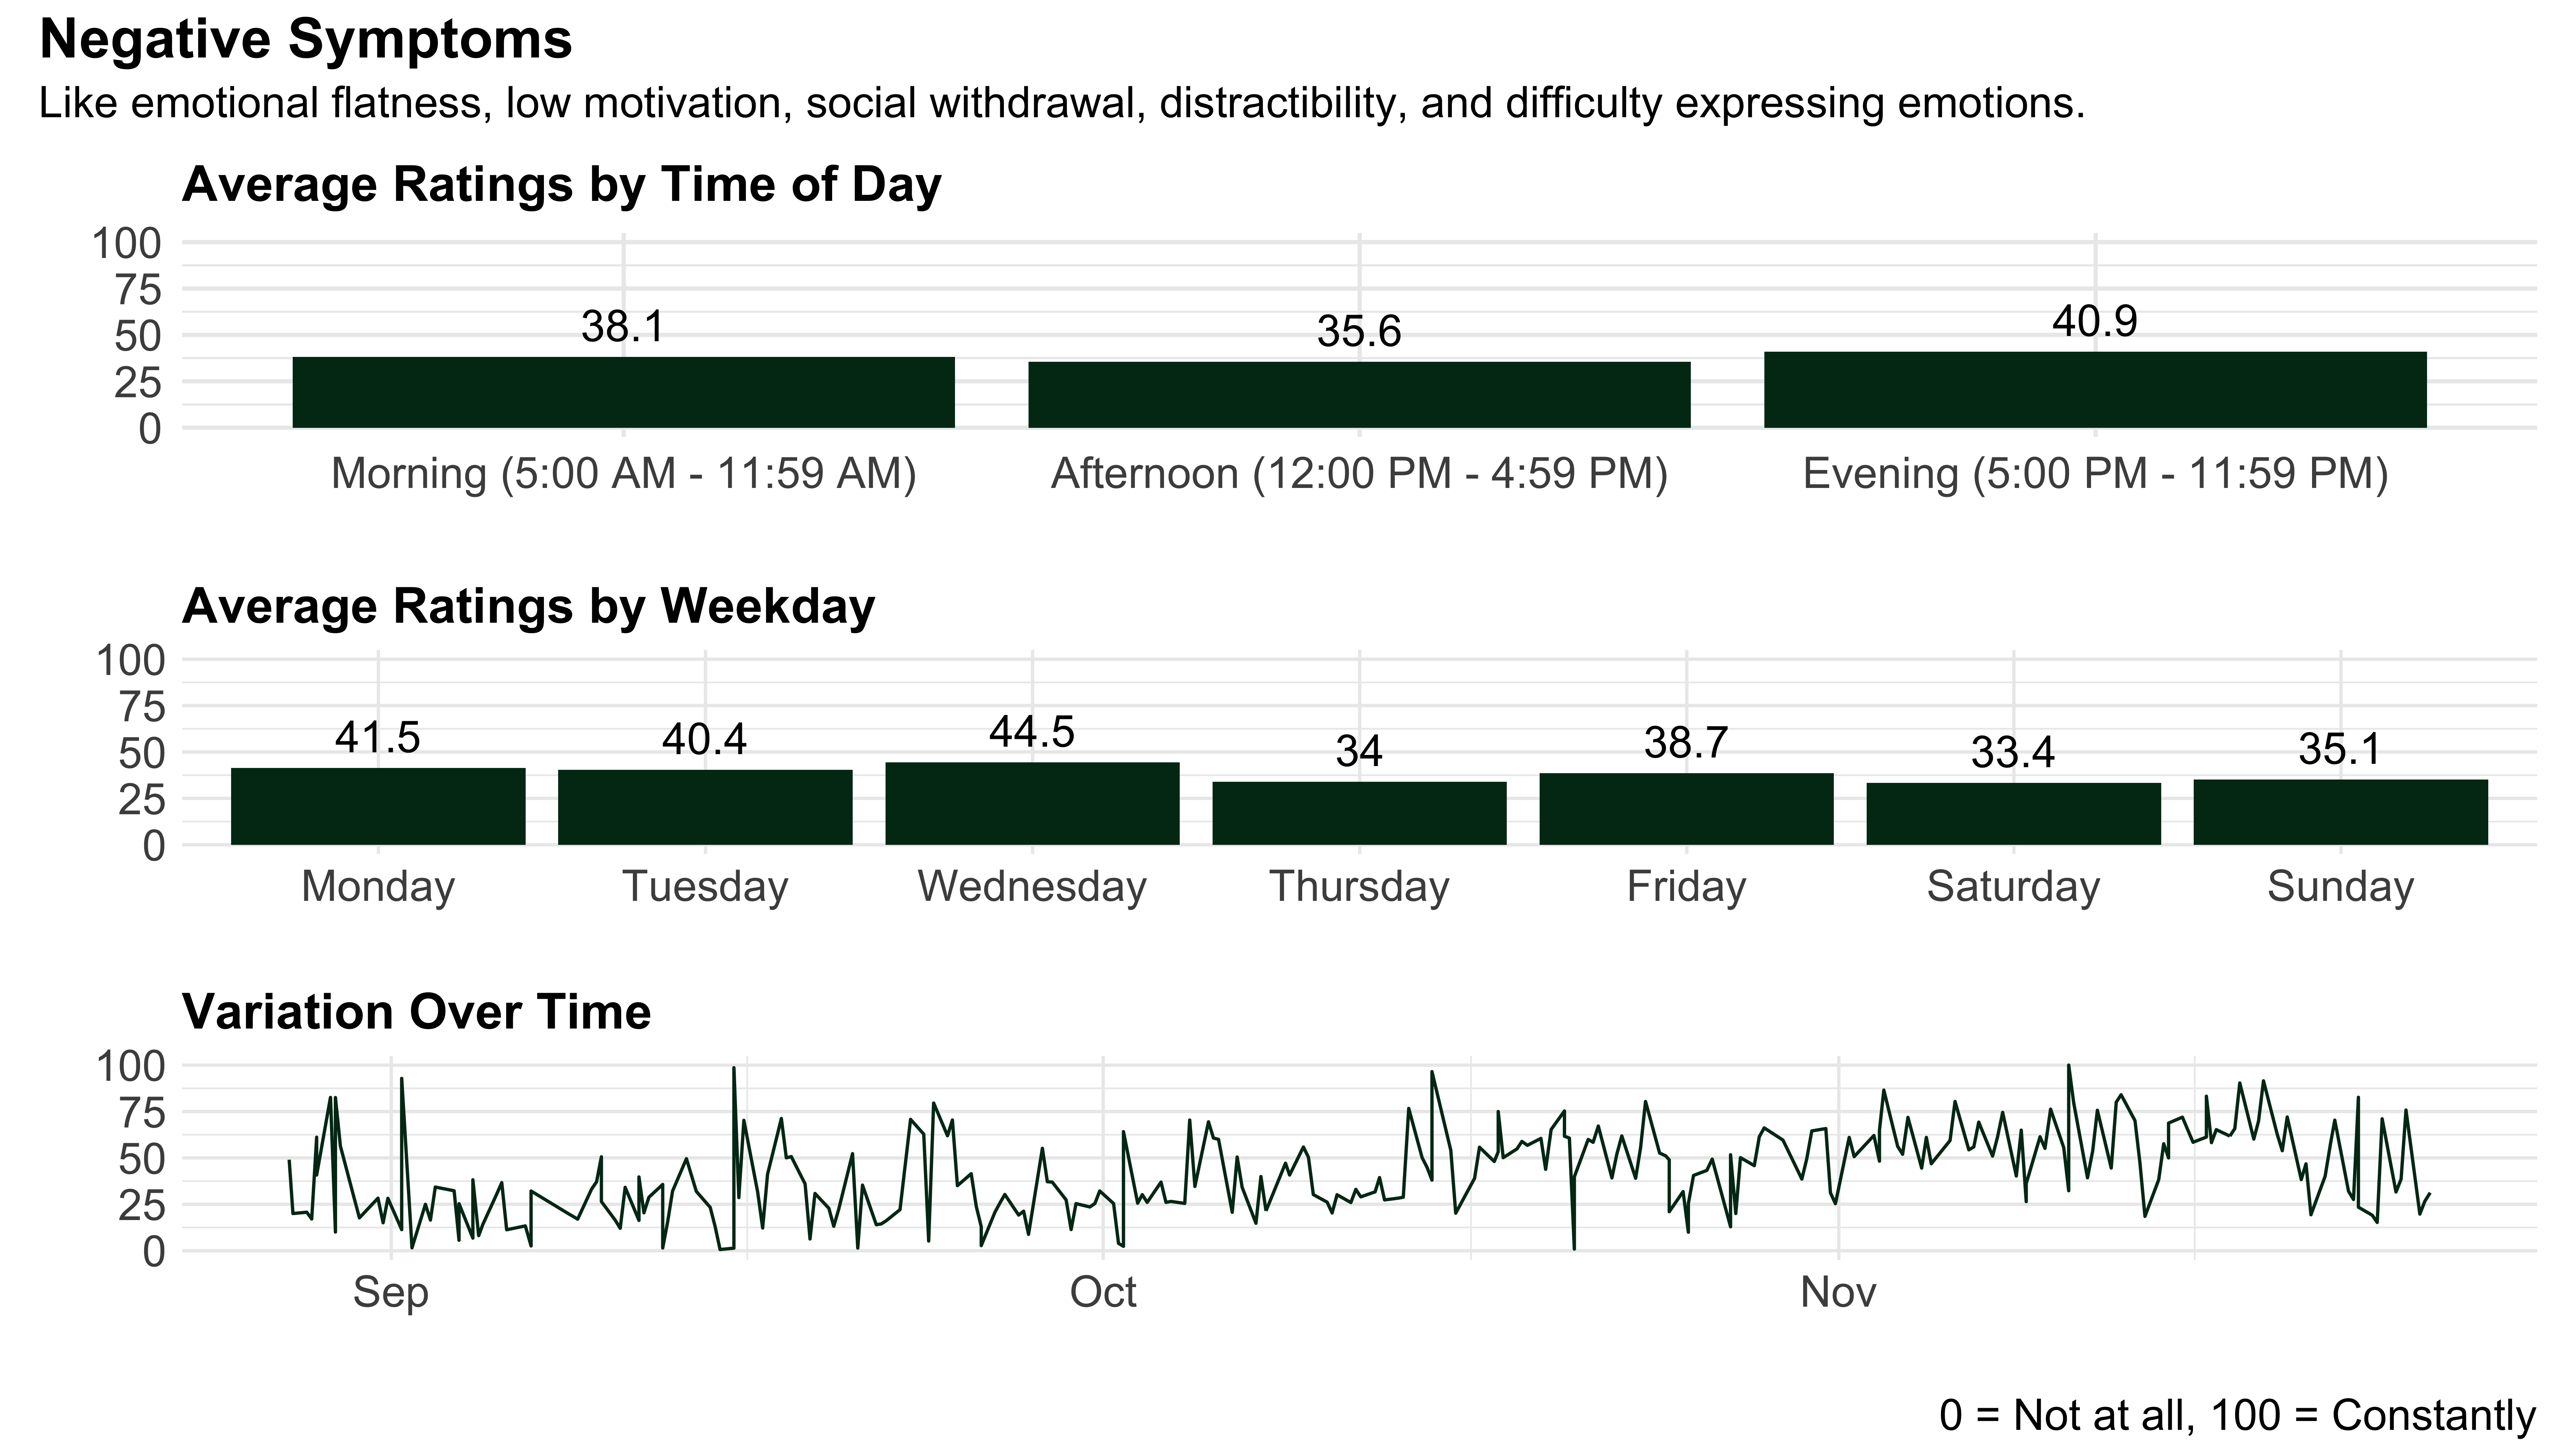 Negative Symptoms
Like emotional flatness, low motivation, social withdrawal, distractibility, and difficulty expressing emotions.
Average Ratings by Time of Day
100
75
50
25
0
38.1
35.6
40.9
Morning (5:00 AM - 11:59 AM)
Afternoon (12:00 PM - 4:59 PM)
Evening (5:00 PM - 11:59 PM)
Average Ratings by Weekday
100
75
50
25
0
41.5
40.4
44.5
34
38.7
33.4
35.1
Monday
Tuesday
Wednesday
Thursday
Friday
Saturday
Sunday
Variation Over Time
100
75
50
25
0
Sep
Oct
Nov
0 = Not at all, 100 = Constantly